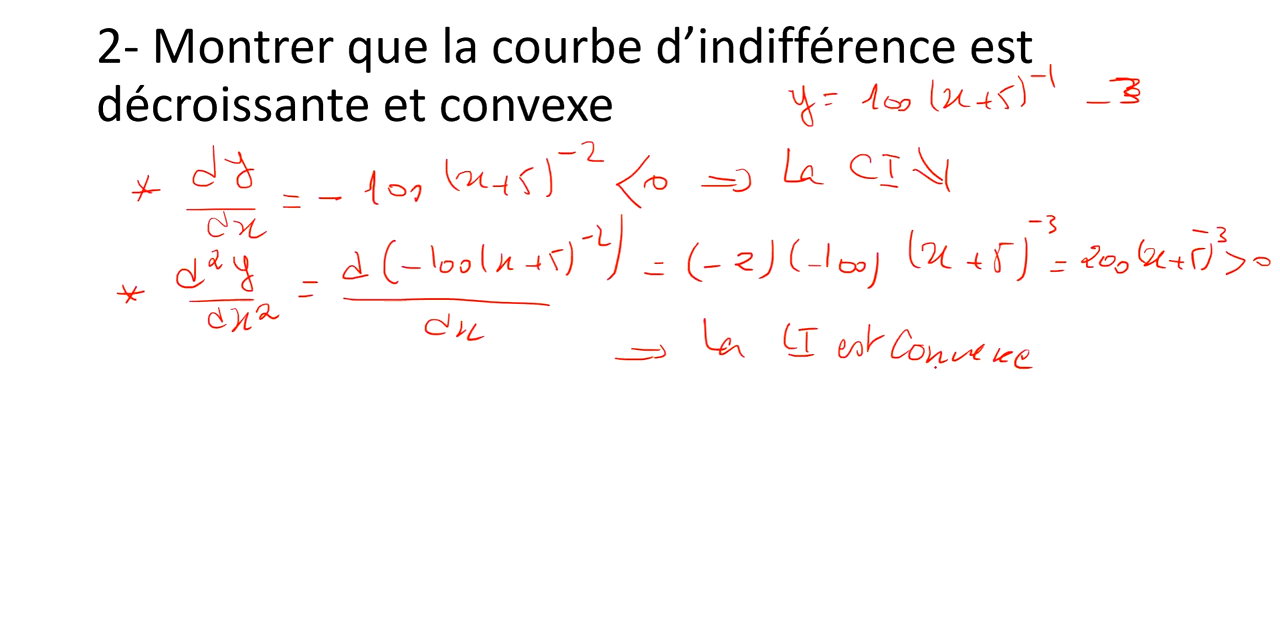 2- Montrer que la courbe d’indifférence est
décroissante et convexe
y = 100 (x+5)^-1 - 3
* dy/dx = - 100 (x+5)^-2 < 0 ⇒ La CI ↘
* d²y/dx² = d(-100(x+5)^-2)/dx = (-2)(-100) (x+5)^-3 = 200(x+5)^-3 > 0
⇒ La CI est Convexe